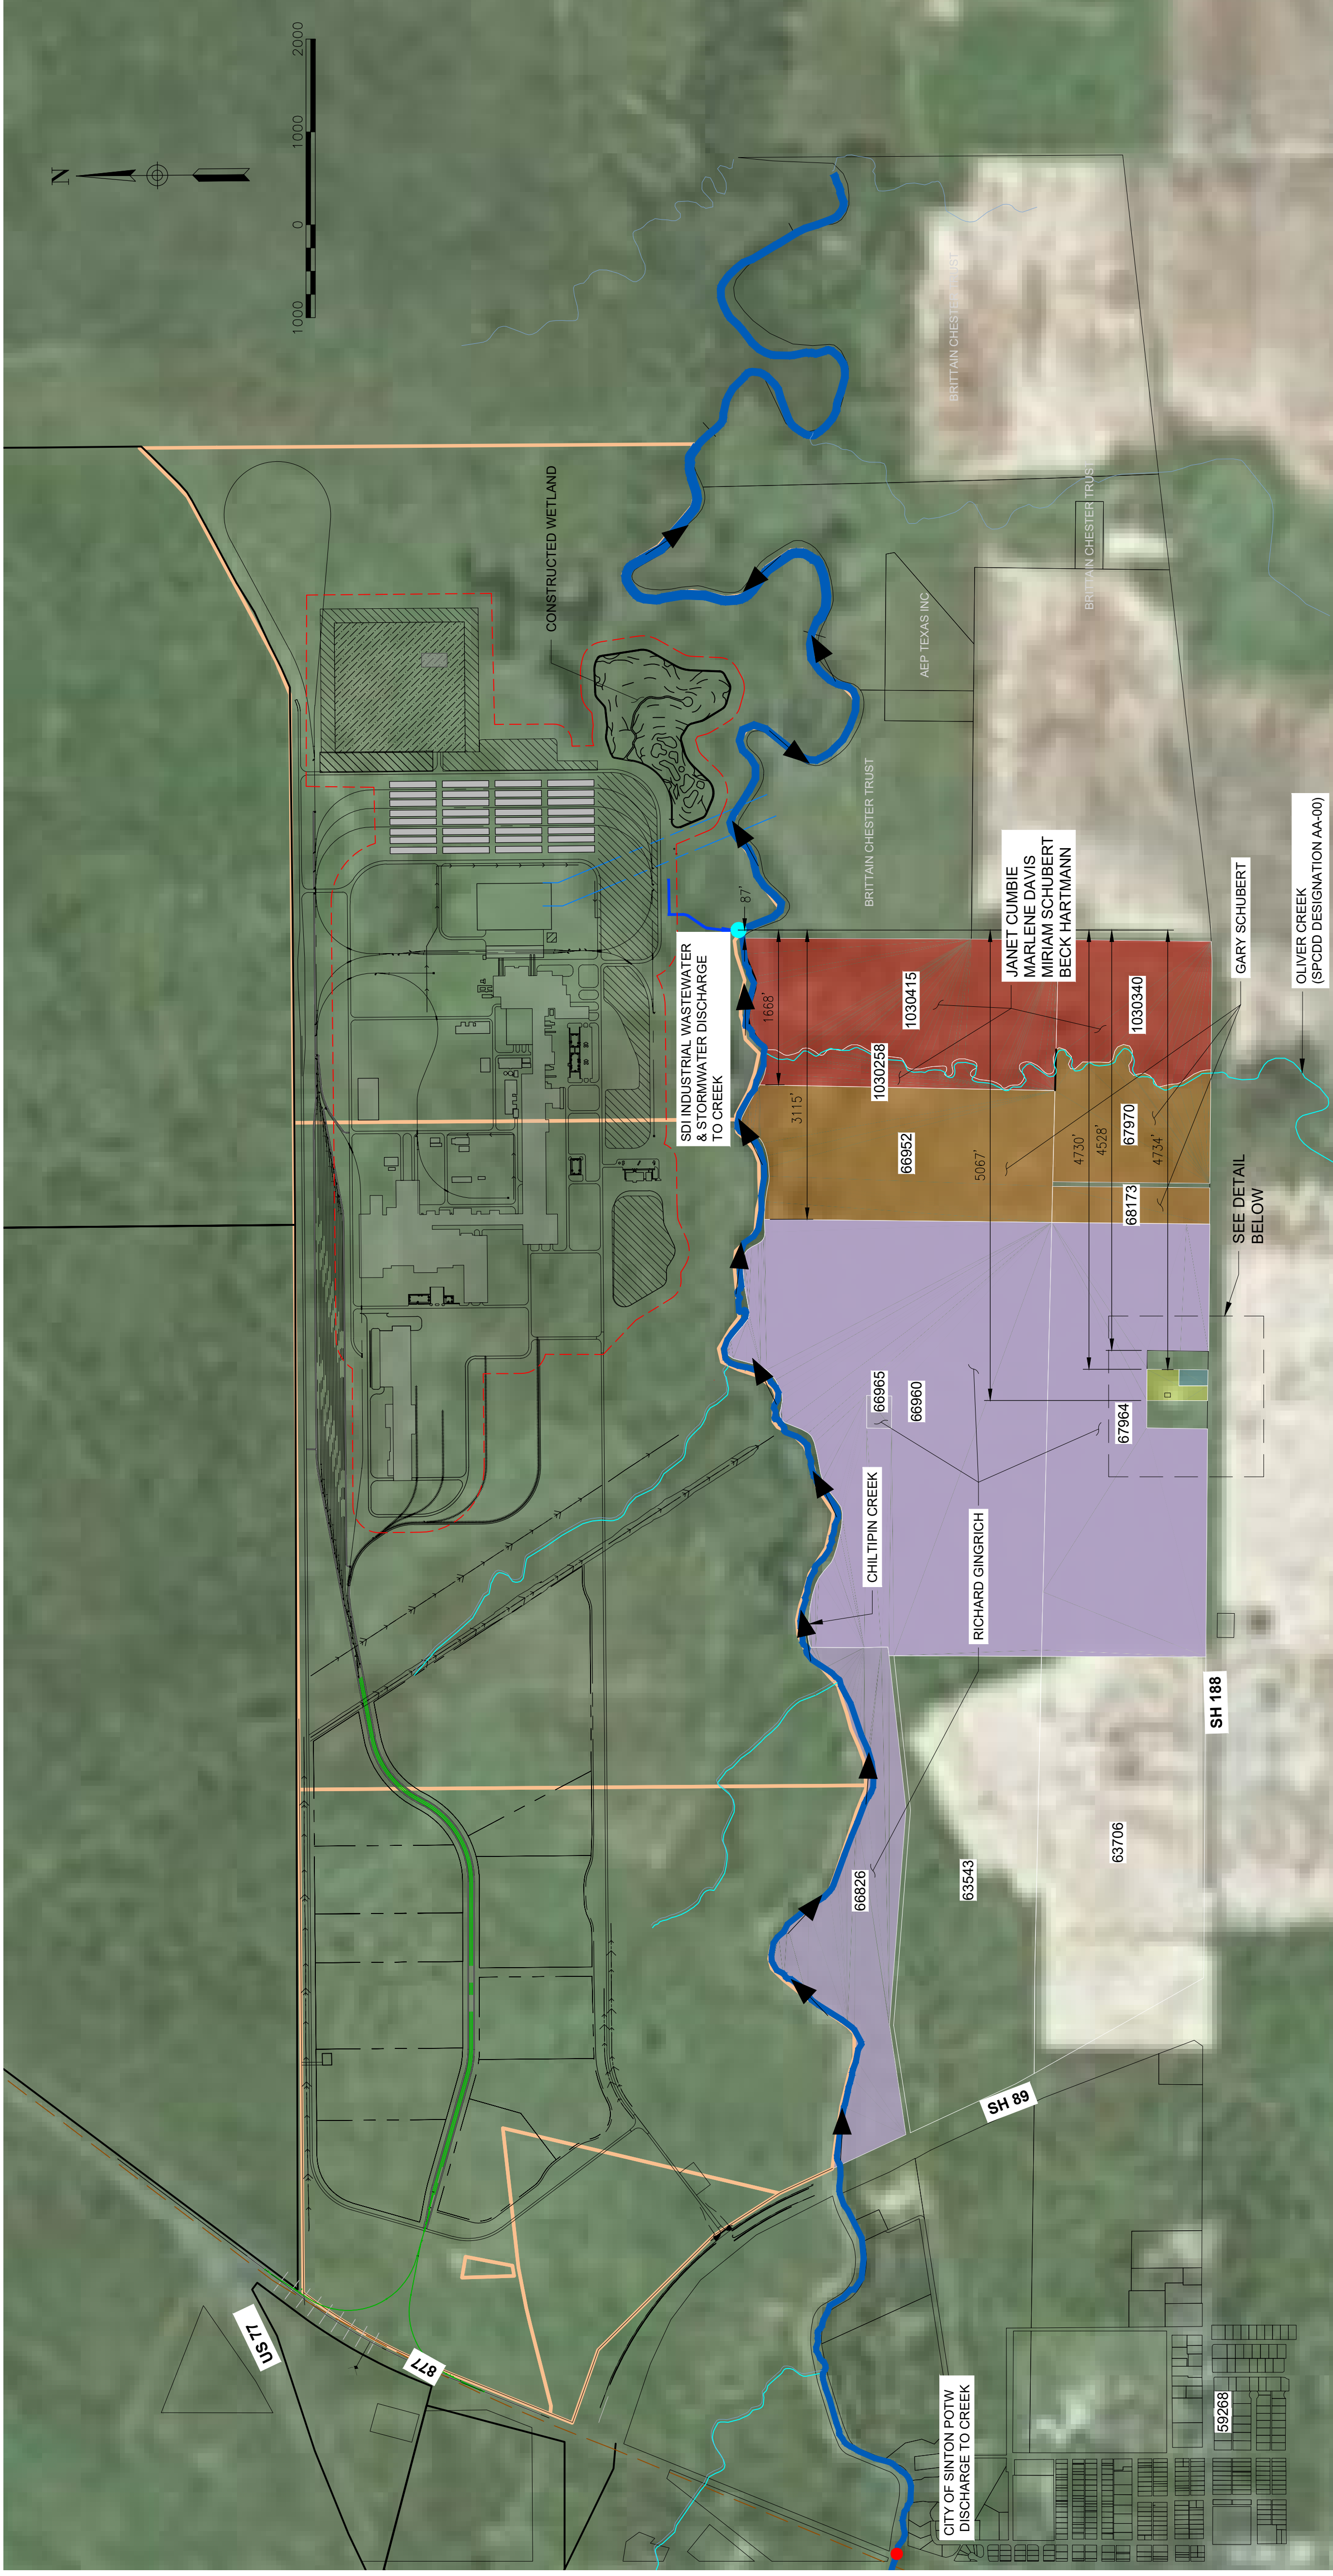 N
1000
0
1000
2000
US 77
877
CONSTRUCTED WETLAND
SDI INDUSTRIAL WASTEWATER
& STORMWATER DISCHARGE
TO CREEK
87'
1668'
3115'
5067'
4730'
4528'
4734'
1030415
1030258
1030340
66952
67970
68173
66965
66960
67964
66826
63543
63706
59268
JANET CUMBIE
MARLENE DAVIS
MIRIAM SCHUBERT
BECK HARTMANN
GARY SCHUBERT
OLIVER CREEK
(SPCDD DESIGNATION AA-00)
SEE DETAIL
BELOW
CHILTIPIN CREEK
RICHARD GINGRICH
SH 188
SH 89
CITY OF SINTON POTW
DISCHARGE TO CREEK
BRITTAIN CHESTER TRUST
AEP TEXAS INC
BRITTAIN CHESTER TRUST
BRITTAIN CHESTER TRUST